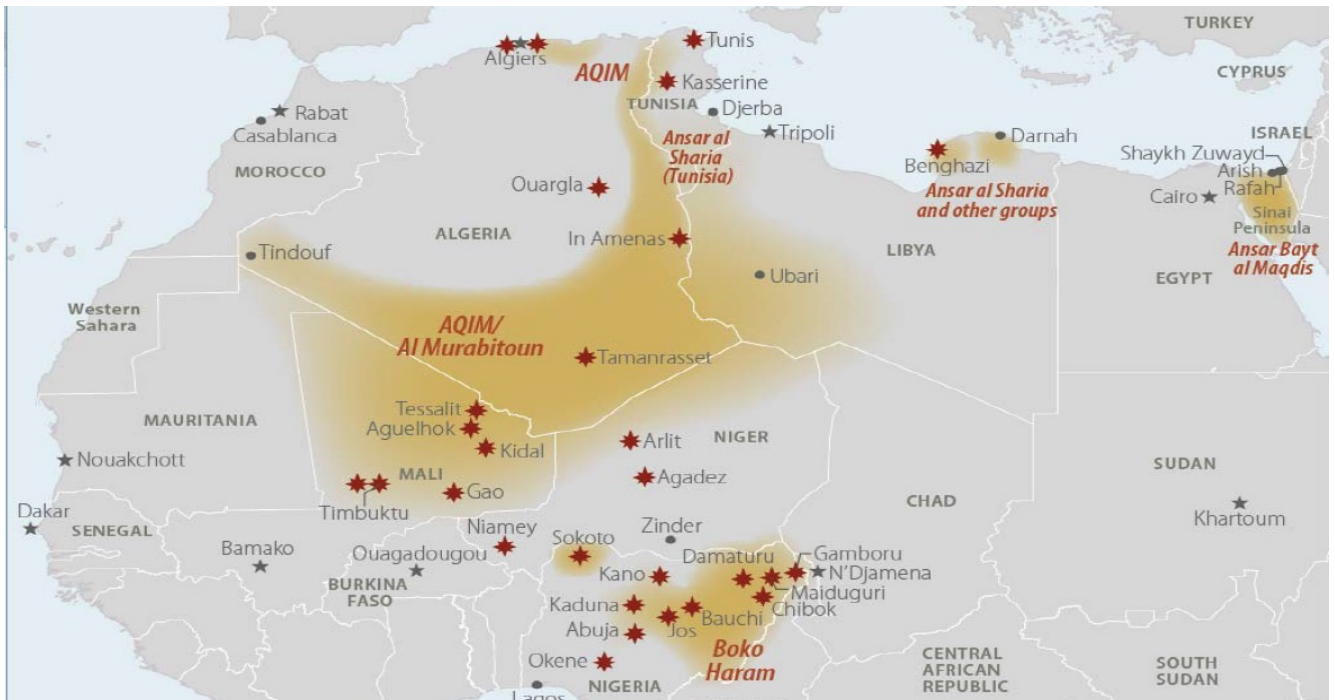 TURKEY
Tunis
Algiers
AQIM
CYPRUS
Kasserine
TUNISIA
Djerba
Rabat
Casablanca
Tripoli
Darnah
ISRAEL
Ansar al
Sharia
(Tunisia)
Benghazi
Shaykh Zuwayd
Arish
Rafah
MOROCCO
Ouargla
Ansar al Sharia
and other groups
Cairo
Sinai
Peninsula
ALGERIA
In Amenas
Tindouf
LIBYA
Ansar Bayt
al Maqdis
Ubari
EGYPT
Western
Sahara
AQIM/
Al Murabitoun
Tamanrasset
Tessalit
Aguelhok
MAURITANIA
Kidal
Arlit
NIGER
Nouakchott
MALI
Agadez
SUDAN
Gao
Timbuktu
CHAD
Khartoum
Dakar
SENEGAL
Niamey
Zinder
Sokoto
Bamako
Ouagadougou
Damaturu
Gamboru
N'Djamena
BURKINA
FASO
Kano
Maiduguri
Chibok
Kaduna
Bauchi
Jos
Abuja
Boko
Haram
Okene
NIGERIA
Lagos
CENTRAL
AFRICAN
REPUBLIC
SOUTH
SUDAN